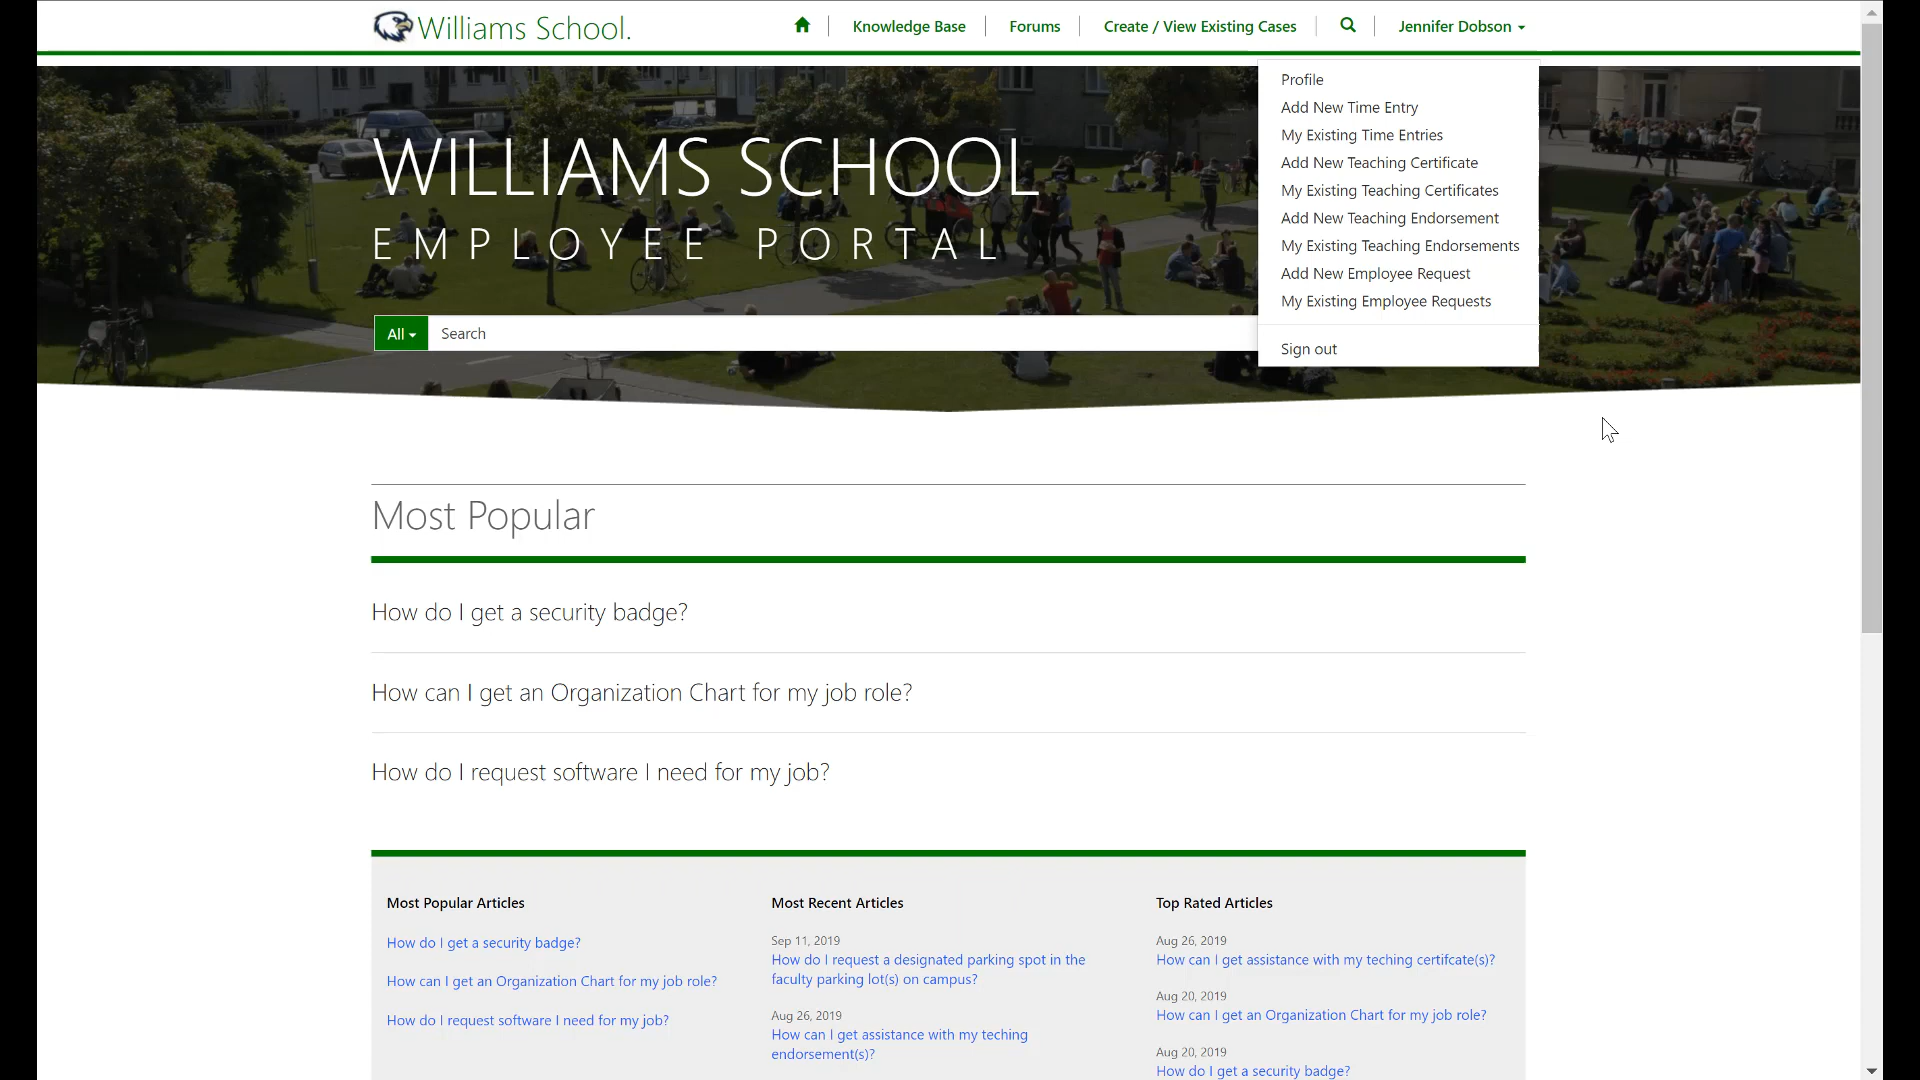 Williams School.
Knowledge Base
Forums
Create / View Existing Cases
Jennifer Dobson
Profile
Add New Time Entry
My Existing Time Entries
Add New Teaching Certificate
My Existing Teaching Certificates
Add New Teaching Endorsement
My Existing Teaching Endorsements
Add New Employee Request
My Existing Employee Requests
Sign out
WILLIAMS SCHOOL
EMPLOYEE PORTAL
All
Search
Most Popular
How do I get a security badge?
How can I get an Organization Chart for my job role?
How do I request software I need for my job?
Most Popular Articles
How do I get a security badge?
How can I get an Organization Chart for my job role?
How do I request software I need for my job?
Most Recent Articles
Sep 11, 2019
How do I request a designated parking spot in the
faculty parking lot(s) on campus?
Aug 26, 2019
How can I get assistance with my teching
endorsement(s)?
Top Rated Articles
Aug 26, 2019
How can I get assistance with my teching certifcate(s)?
Aug 20, 2019
How can I get an Organization Chart for my job role?
Aug 20, 2019
How do I get a security badge?